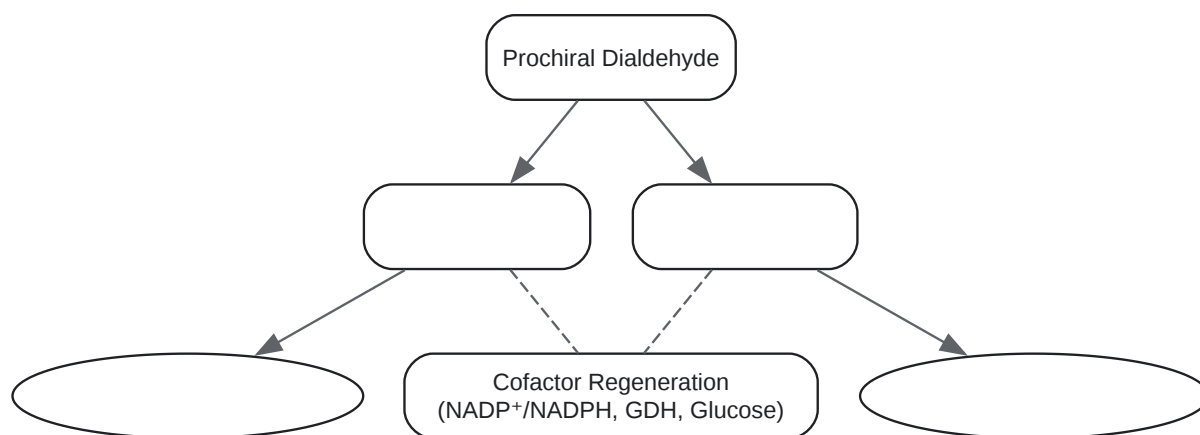 Prochiral Dialdehyde
Cofactor Regeneration
(NADP⁺/NADPH, GDH, Glucose)